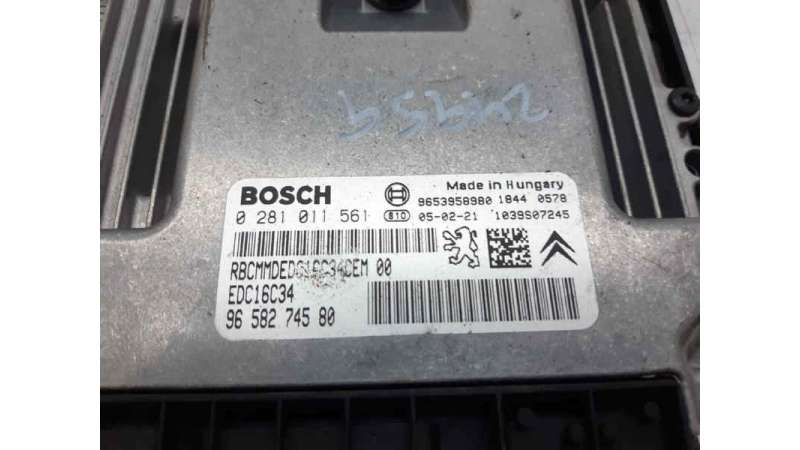 BOSCH
Made in Hungary
9653958980 1844 0578
0 281 011 561 810 05-02-21 1039S07245
RBCMMDEDC16C34CEM 00
EDC16C34
96 582 745 80